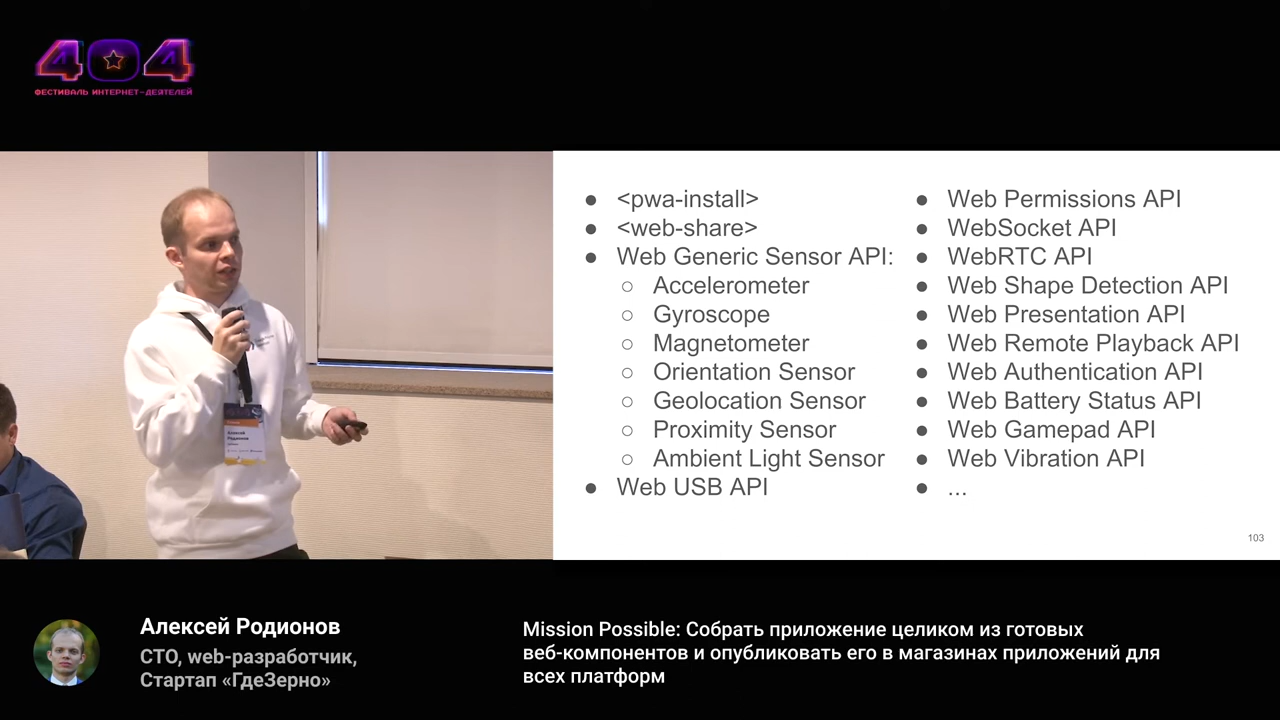 404
ФЕСТИВАЛЬ ИНТЕРНЕТ-ДЕЯТЕЛЕЙ
● <pwa-install>
● <web-share>
● Web Generic Sensor API:
○ Accelerometer
○ Gyroscope
○ Magnetometer
○ Orientation Sensor
○ Geolocation Sensor
○ Proximity Sensor
○ Ambient Light Sensor
● Web USB API
● Web Permissions API
● WebSocket API
● WebRTC API
● Web Shape Detection API
● Web Presentation API
● Web Remote Playback API
● Web Authentication API
● Web Battery Status API
● Web Gamepad API
● Web Vibration API
● ...
103
Алексей
Родионов
Алексей Родионов
CTO, web-разработчик,
Стартап «ГдеЗерно»
Mission Possible: Собрать приложение целиком из готовых
веб-компонентов и опубликовать его в магазинах приложений для
всех платформ